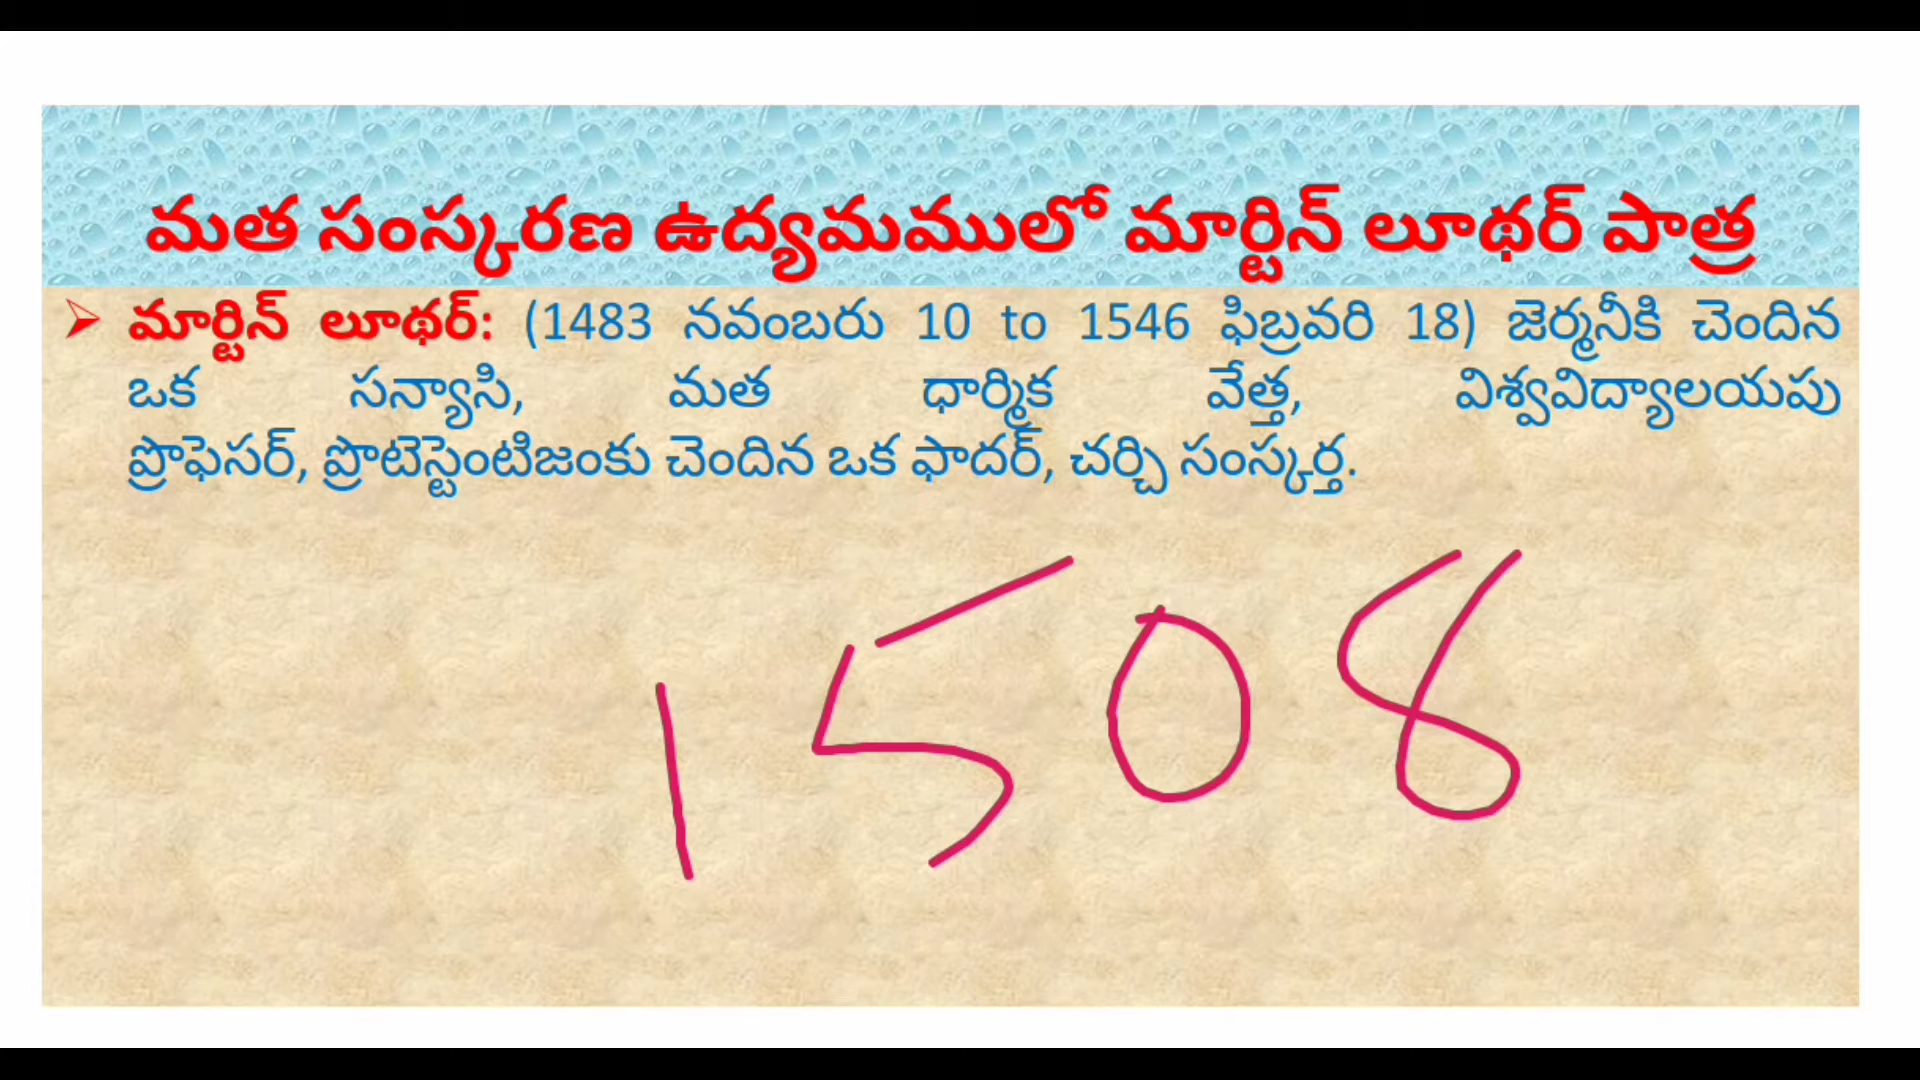 మత సంస్కరణ ఉద్యమములో మార్టిన్ లూథర్ పాత్ర
➢ మార్టిన్ లూథర్: (1483 నవంబరు 10 to 1546 ఫిబ్రవరి 18) జెర్మనీకి చెందిన
ఒక సన్యాసి, మత ధార్మిక వేత్త, విశ్వవిద్యాలయపు
ప్రొఫెసర్, ప్రొటెస్టెంటిజంకు చెందిన ఒక ఫాదర్, చర్చి సంస్కర్త.
1508